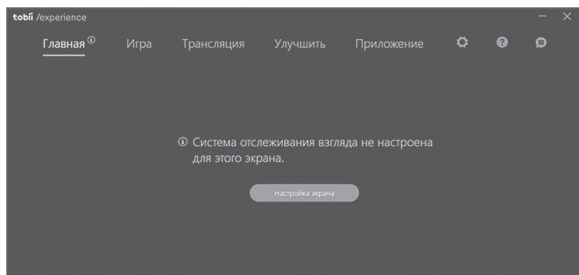 tobii /experience
Главная Игра Трансляция Улучшить Приложение
Система отслеживания взгляда не настроена
для этого экрана.
Настройка экрана